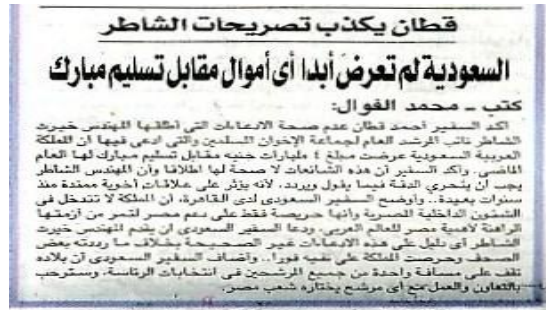 قطان يكذب تصريحات الشاطر
السعودية لم تعرض أبدا أى أموال مقابل تسليم مبارك
كتب ـ محمد الفوال:
أكد السفير أحمد قطان عدم صحة الادعاءات التى أطلقها المهندس خيرت
الشاطر نائب المرشد العام لجماعة الإخوان المسلمين والتى ادعى فيها أن المملكة
العربية السعودية عرضت مبلغ ٤ مليارات جنيه مقابل تسليم مبارك لها العام
الماضى. وأكد السفير أن هذه الشائعات لا صحة لها اطلاقا وأن المهندس الشاطر
يجب أن يتحرى الدقة فيما يقول ويردد، لأنه يؤثر على علاقات أخوية ممتدة منذ
سنوات بعيدة.. وأوضح السفير السعودى لدى القاهرة، أن المملكة لا تتدخل فى
الشئون الداخلية المصرية وأنها حريصة فقط على دعم مصر لتمر من أزمتها
الراهنة لأهمية مصر للعالم العربى. ودعا السفير السعودى أن يقدم المهندس خيرت
الشاطر أى دليل على هذه الادعاءات غير الصحيحة بخلاف ما رددته بعض
الصحف وحرصت المملكة على نفيه فورا.. وأضاف السفير السعودى أن بلاده
تقف على مسافة واحدة من جميع المرشحين فى انتخابات الرئاسة، وسترحب
بالتعاون والعمل مع أى مرشح يختاره شعب مصر.